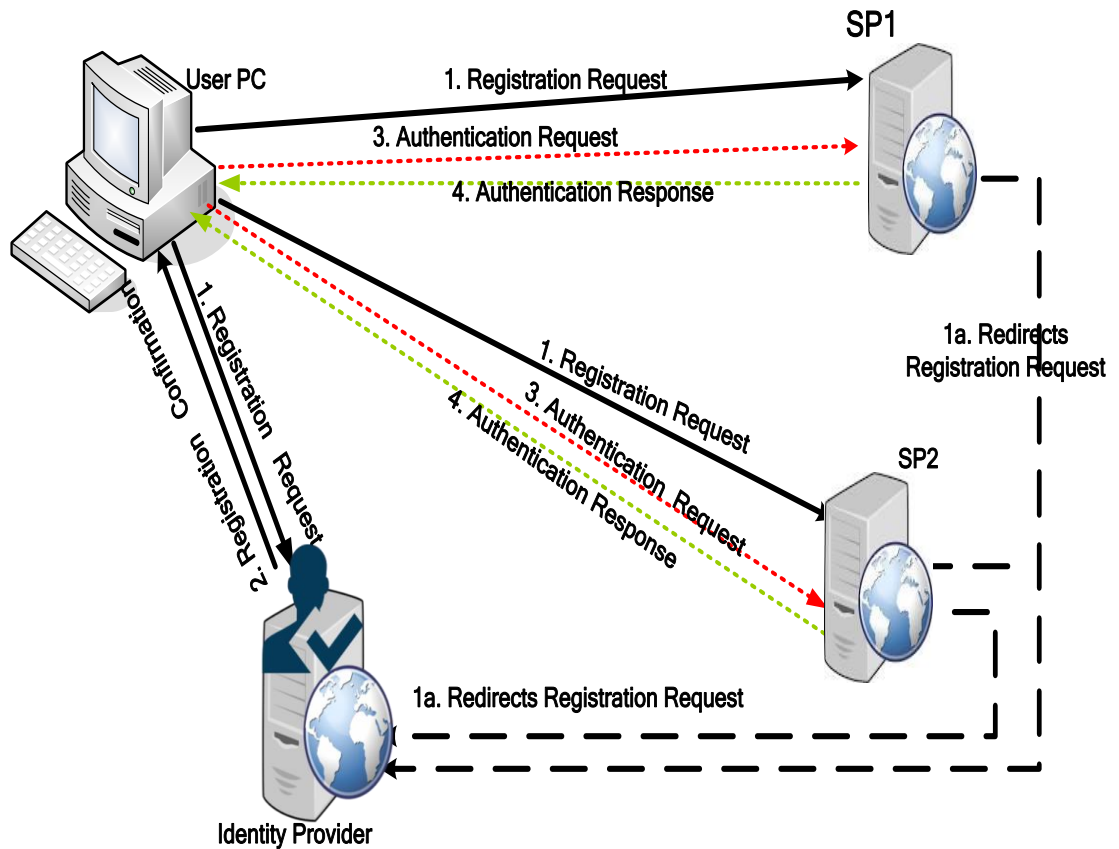 SP1
User PC
1. Registration Request
3. Authentication Request
4. Authentication Response
1. Registration Request
2. Registration Confirmation
1. Registration Request
3. Authentication Request
4. Authentication Response
1a. Redirects
Registration Request
SP2
1a. Redirects Registration Request
Identity Provider